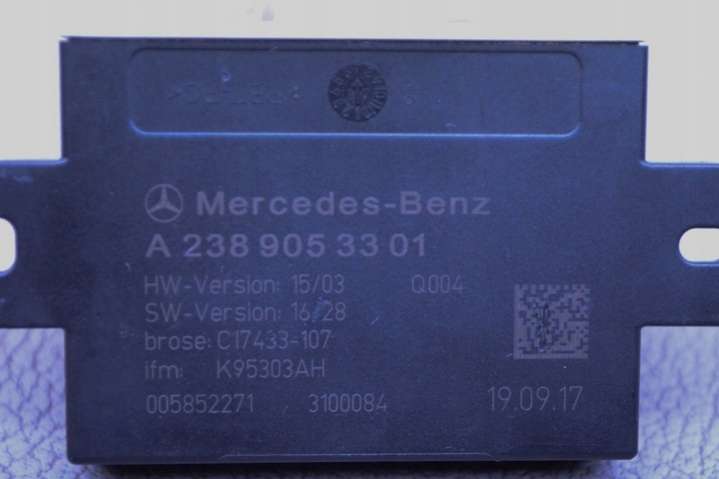 Mercedes-Benz
A 238 905 33 01
HW-Version: 15/03 Q004
SW-Version: 16/28
brose: C17433-107
ifm: K95303AH
005852271 3100084 19.09.17